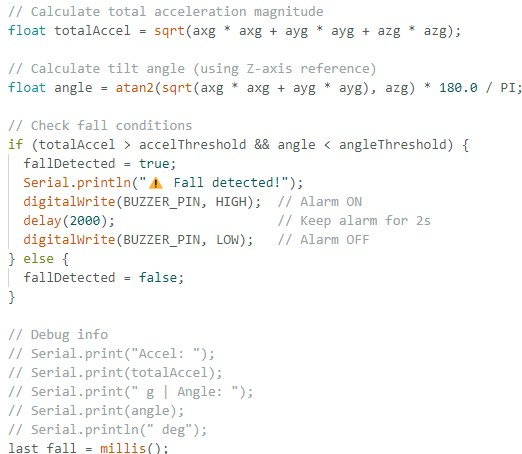 // Calculate total acceleration magnitude
float totalAccel = sqrt(axg * axg + ayg * ayg + azg * azg);

// Calculate tilt angle (using Z-axis reference)
float angle = atan2(sqrt(axg * axg + ayg * ayg), azg) * 180.0 / PI;

// Check fall conditions
if (totalAccel > accelThreshold && angle < angleThreshold) {
  fallDetected = true;
  Serial.println("⚠️ Fall detected!");
  digitalWrite(BUZZER_PIN, HIGH);  // Alarm ON
  delay(2000);                     // Keep alarm for 2s
  digitalWrite(BUZZER_PIN, LOW);   // Alarm OFF
} else {
  fallDetected = false;
}

// Debug info
// Serial.print("Accel: ");
// Serial.print(totalAccel);
// Serial.print(" g | Angle: ");
// Serial.print(angle);
// Serial.println(" deg");
last fall = millis();